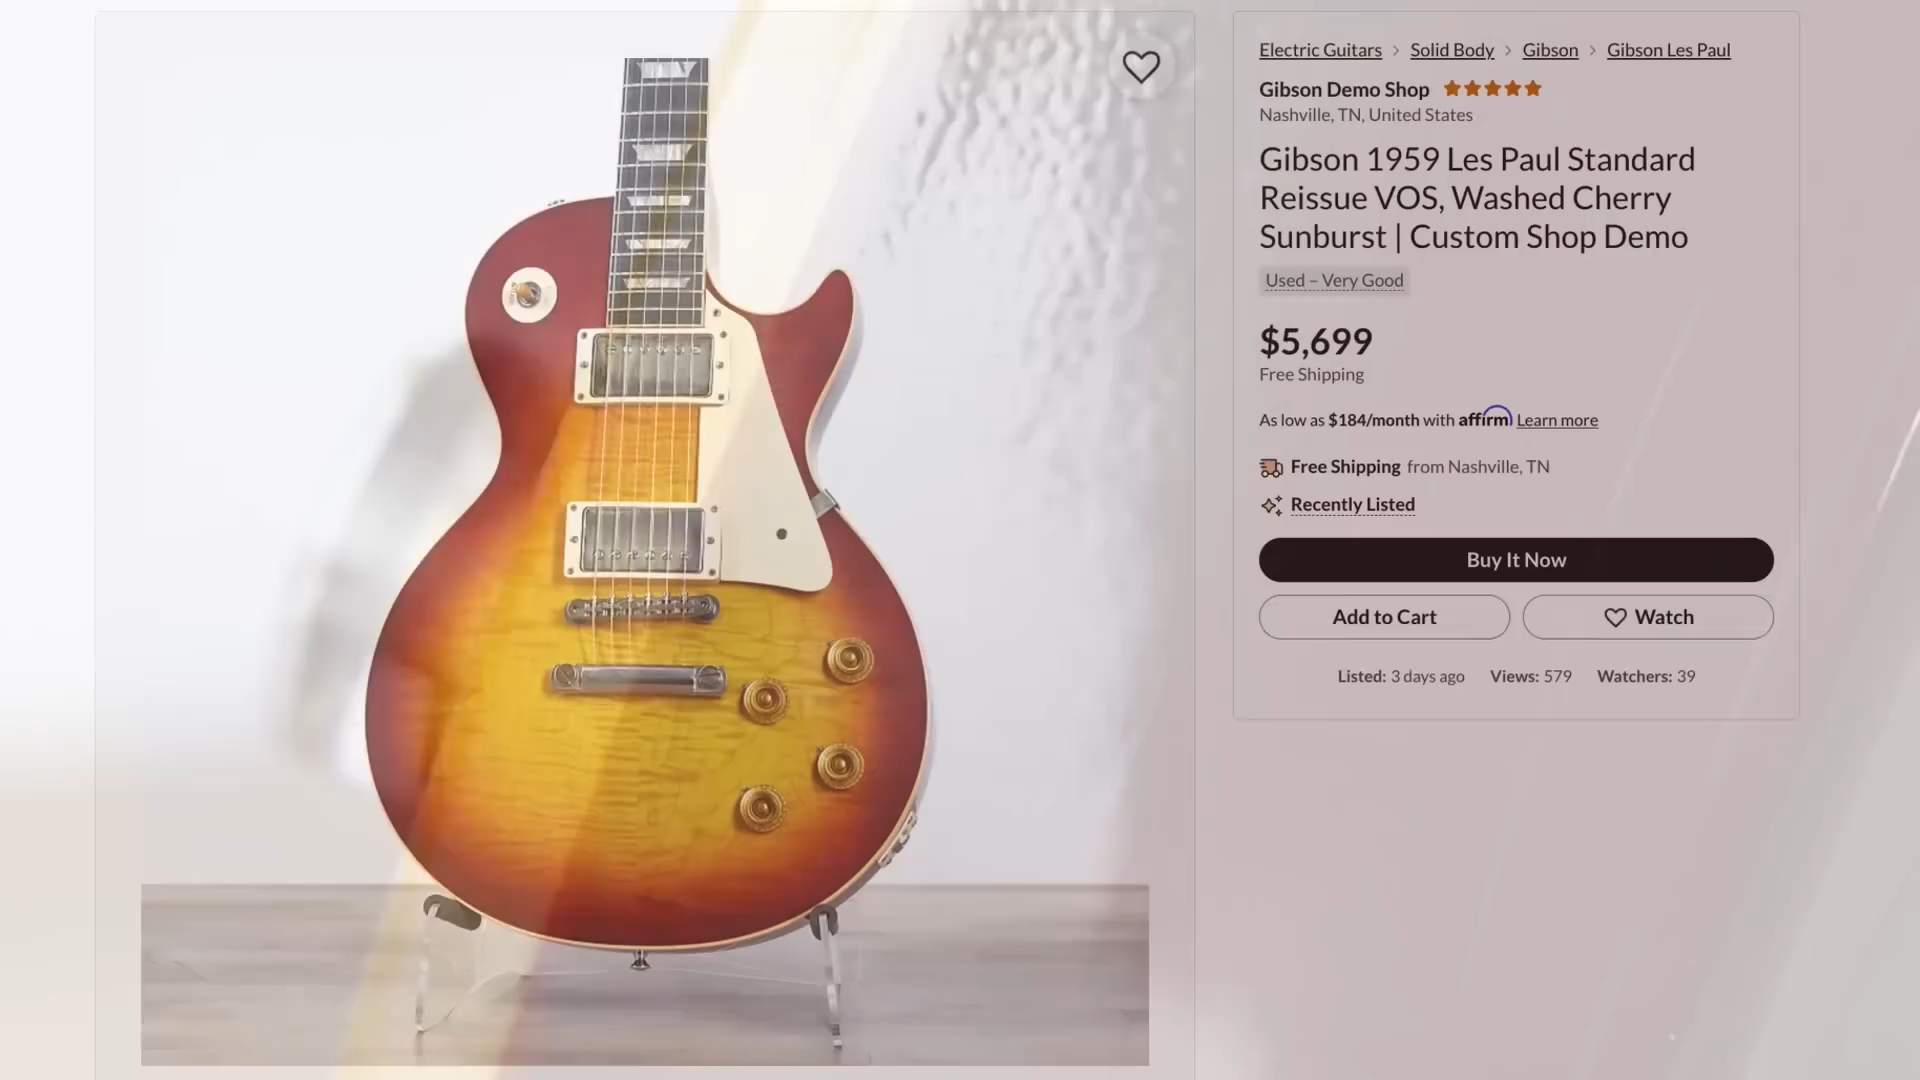 Electric Guitars > Solid Body > Gibson > Gibson Les Paul
Gibson Demo Shop
Nashville, TN, United States
Gibson 1959 Les Paul Standard
Reissue VOS, Washed Cherry
Sunburst | Custom Shop Demo
Used – Very Good
$5,699
Free Shipping
As low as $184/month with affirm Learn more
Free Shipping from Nashville, TN
Recently Listed
Buy It Now
Add to Cart
Watch
Listed: 3 days ago Views: 579 Watchers: 39